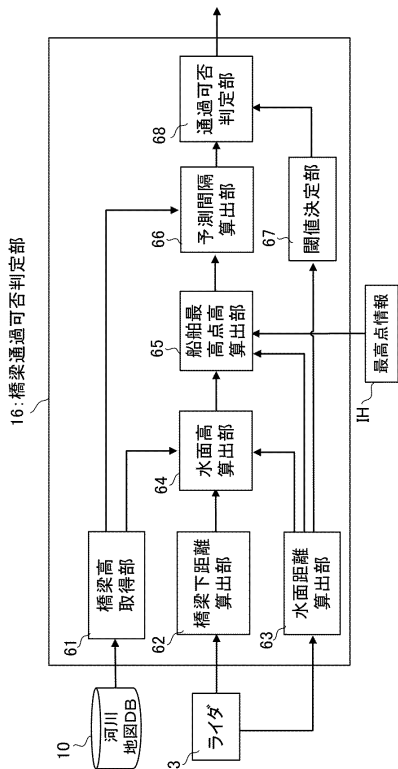 16:橋梁通過可否判定部
10
河川
地図DB
61
橋梁高
取得部
3
ライダ
62
橋梁下距離
算出部
63
水面距離
算出部
64
水面高
算出部
65
船舶最
高点高
算出部
66
予測間隔
算出部
67
閾値決定部
68
通過可否
判定部
IH
最高点情報